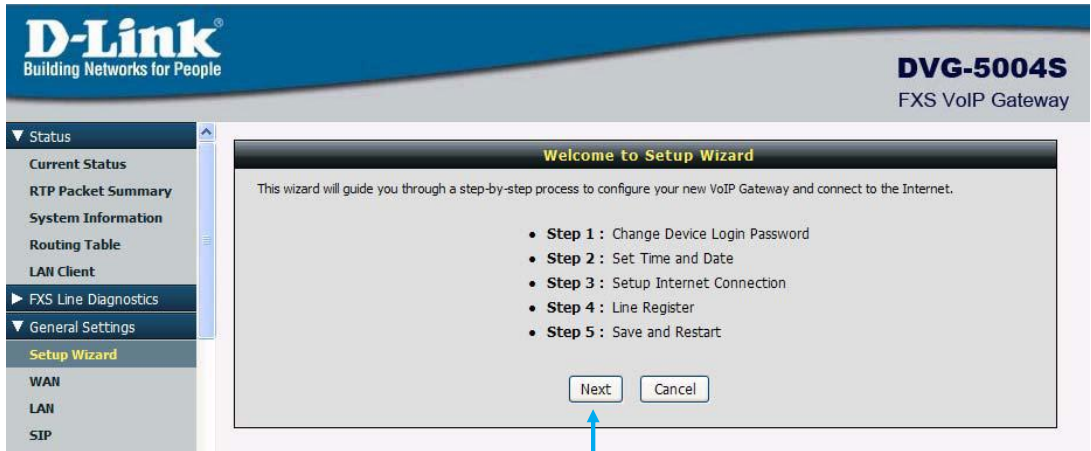 D-Link®
Building Networks for People
DVG-5004S
FXS VoIP Gateway
Status
Current Status
RTP Packet Summary
System Information
Routing Table
LAN Client
FXS Line Diagnostics
General Settings
Setup Wizard
WAN
LAN
SIP
Welcome to Setup Wizard
This wizard will guide you through a step-by-step process to configure your new VoIP Gateway and connect to the Internet.
• Step 1 : Change Device Login Password
• Step 2 : Set Time and Date
• Step 3 : Setup Internet Connection
• Step 4 : Line Register
• Step 5 : Save and Restart
Next Cancel